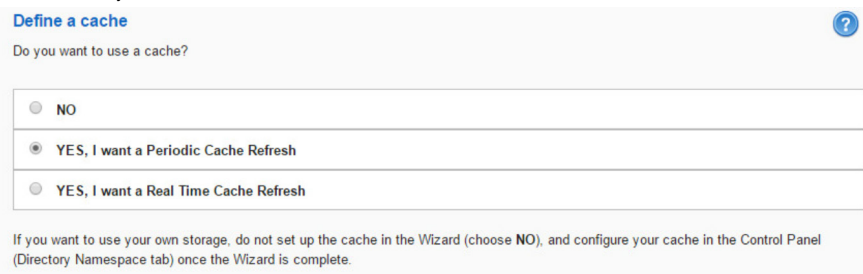 Define a cache
?
Do you want to use a cache?
NO
YES, I want a Periodic Cache Refresh
YES, I want a Real Time Cache Refresh
If you want to use your own storage, do not set up the cache in the Wizard (choose NO), and configure your cache in the Control Panel
(Directory Namespace tab) once the Wizard is complete.